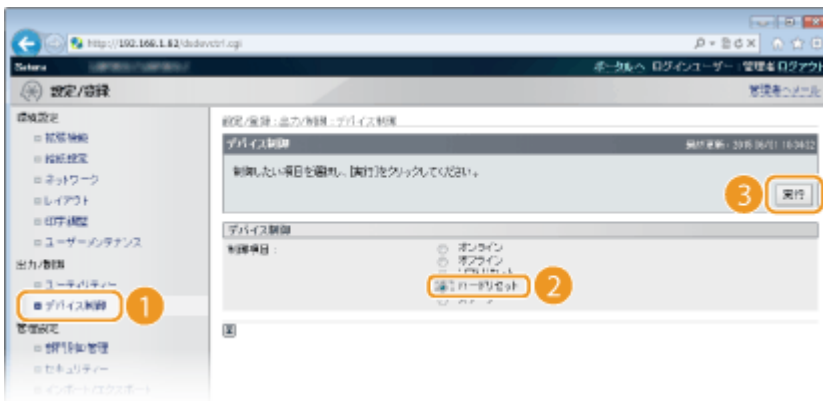 http://192.168.1.82/dsdevctrl.cgi
Satera
ポータルへ ログインユーザー：管理者 ログアウト
設定/登録
管理者へメール
環境設定
拡張機能
給紙設定
ネットワーク
レイアウト
印字調整
ユーザーメンテナンス
出力/制御
ユーティリティー
デバイス制御
1
管理設定
部門別ID管理
セキュリティー
インポート/エクスポート
設定/登録 : 出力/制御 : デバイス制御
デバイス制御
制御したい項目を選択し、[実行]をクリックしてください。
3
実行
デバイス制御
制御項目 :
オンライン
オフライン
ハードリセット
2